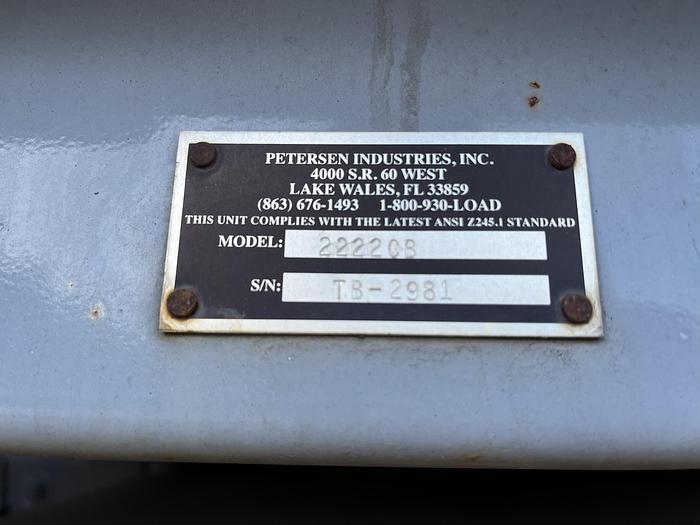 PETERSEN INDUSTRIES, INC.
4000 S.R. 60 WEST
LAKE WALES, FL 33859
(863) 676-1493 1-800-930-LOAD
THIS UNIT COMPLIES WITH THE LATEST ANSI Z245.1 STANDARD
MODEL:
S/N: TB-2981